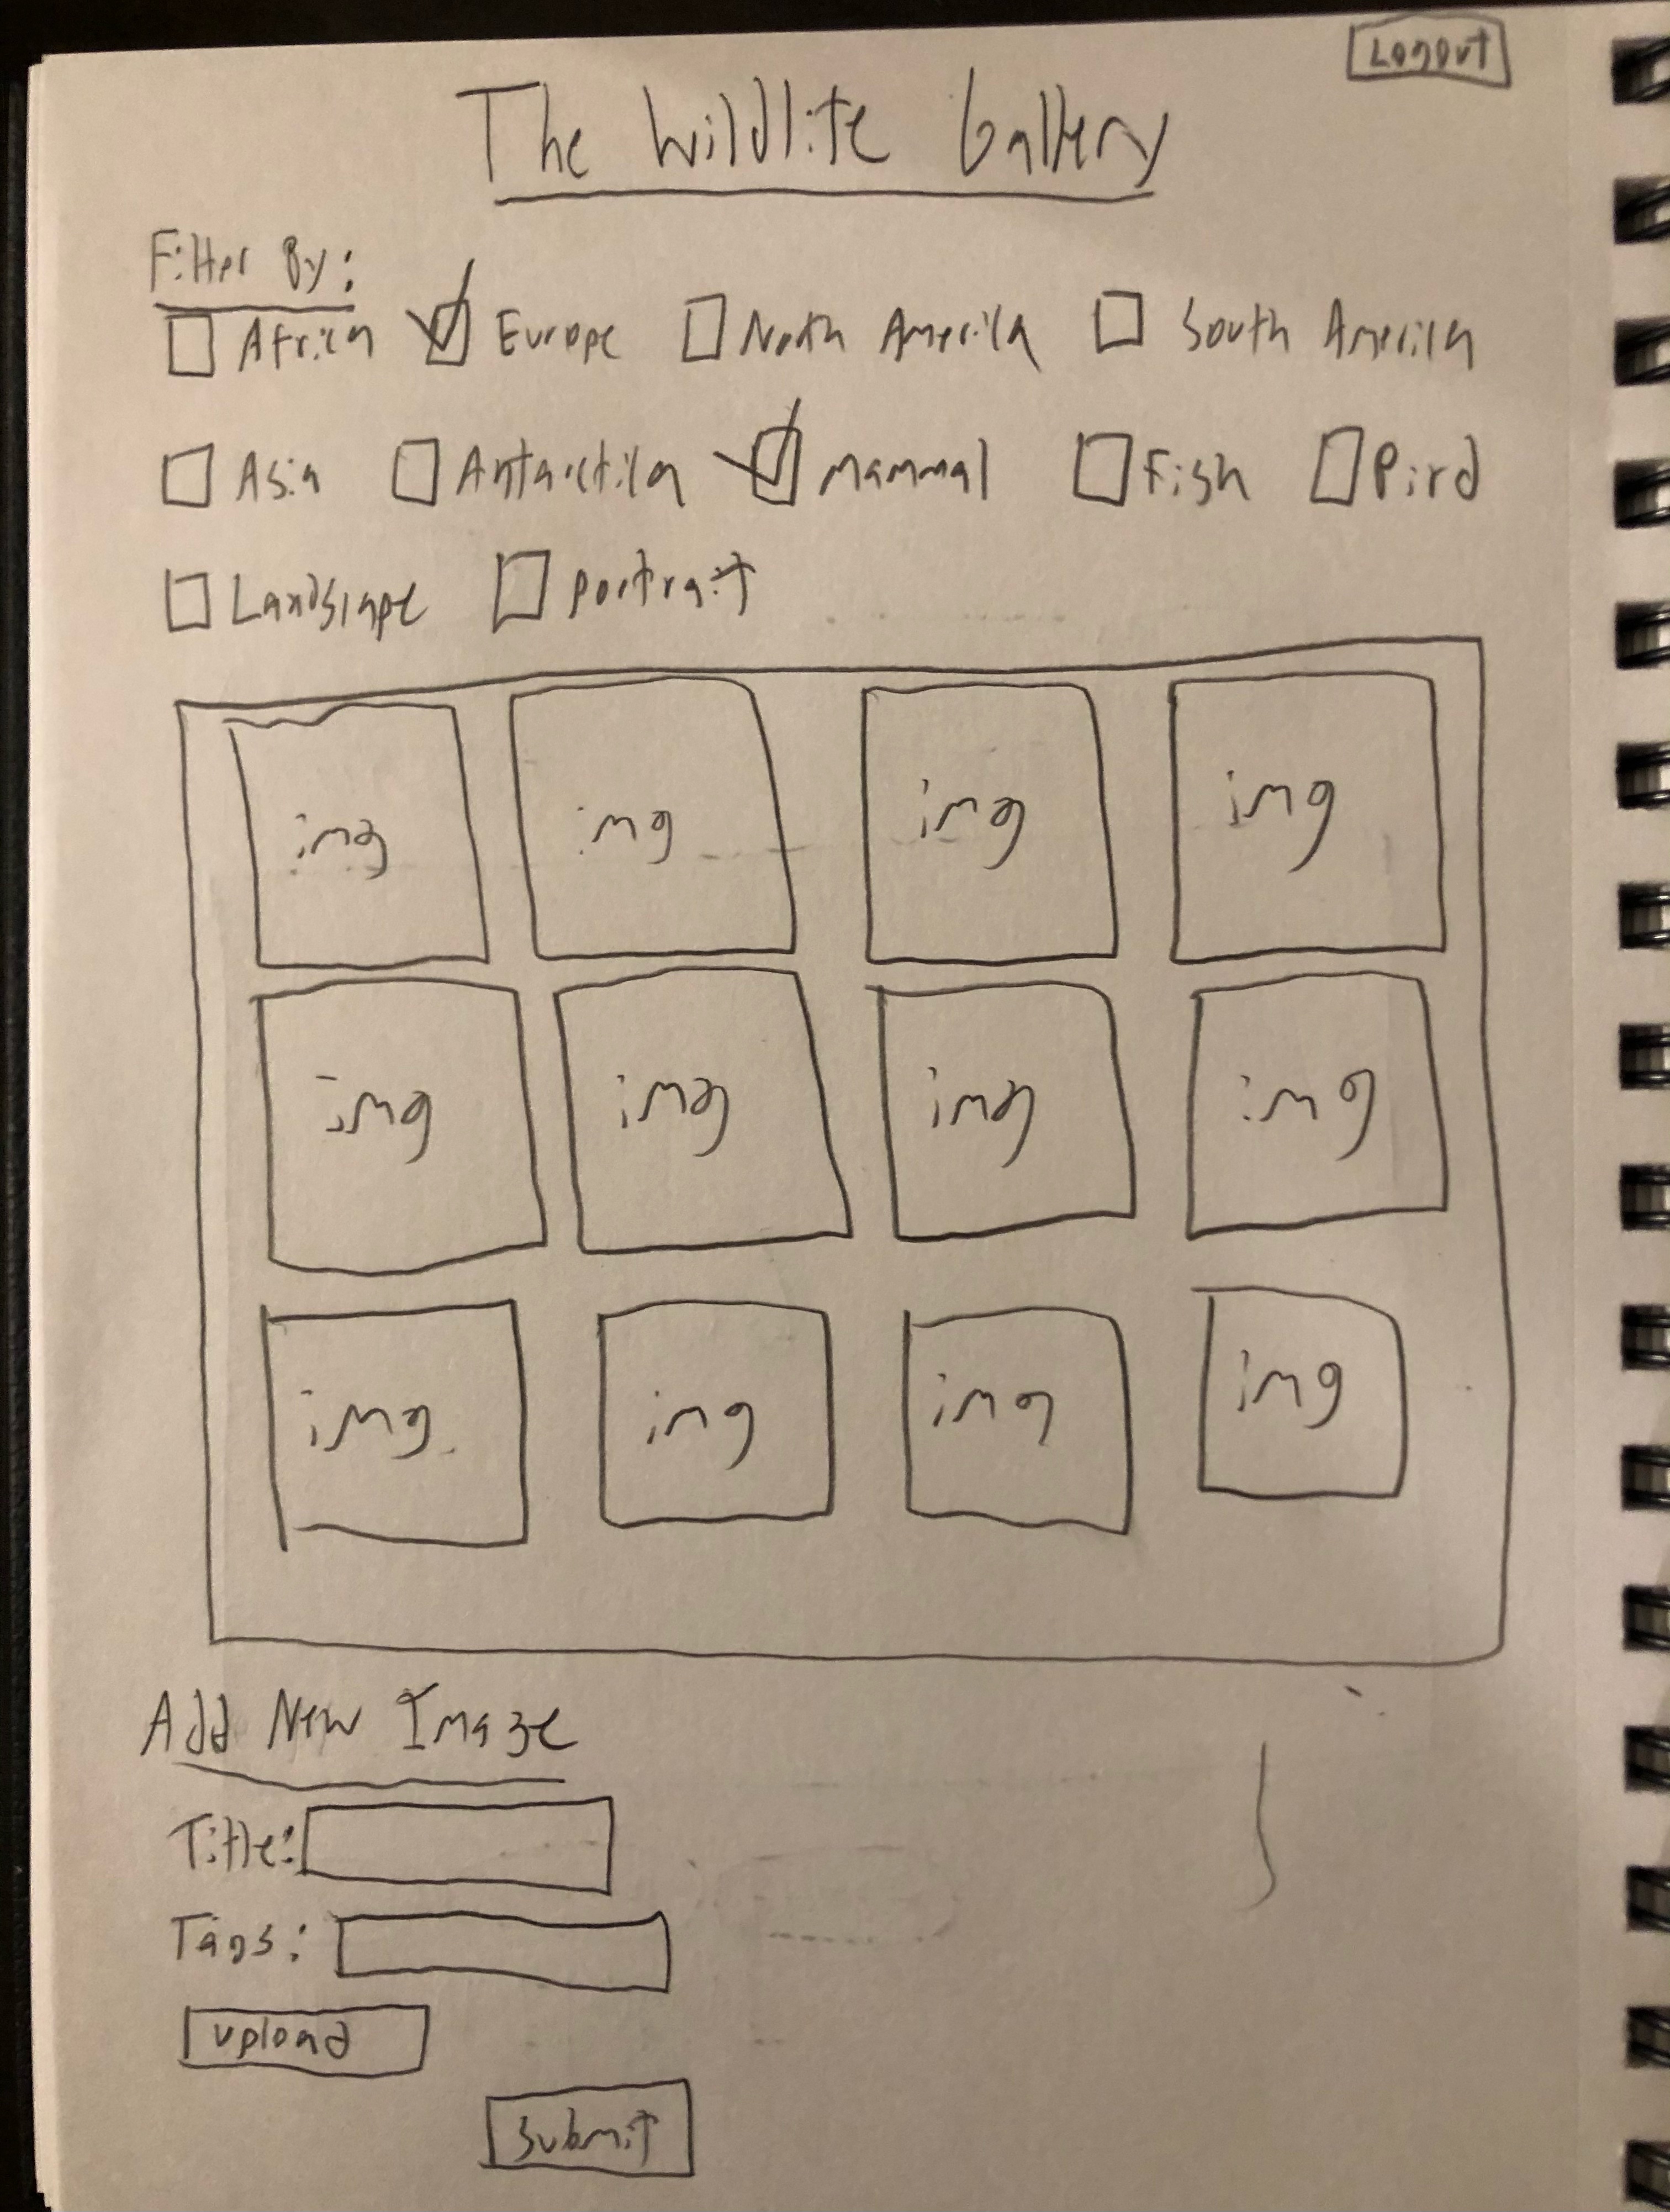 Logout
The Wildlife Gallery
Filter By:
Africa Europe North America South America
Asia Antarctica Mammal Fish Bird
Landscape Portrait
img img img img
img img img img
img img img img
Add New Image
Title:
Tags:
Upload
Submit